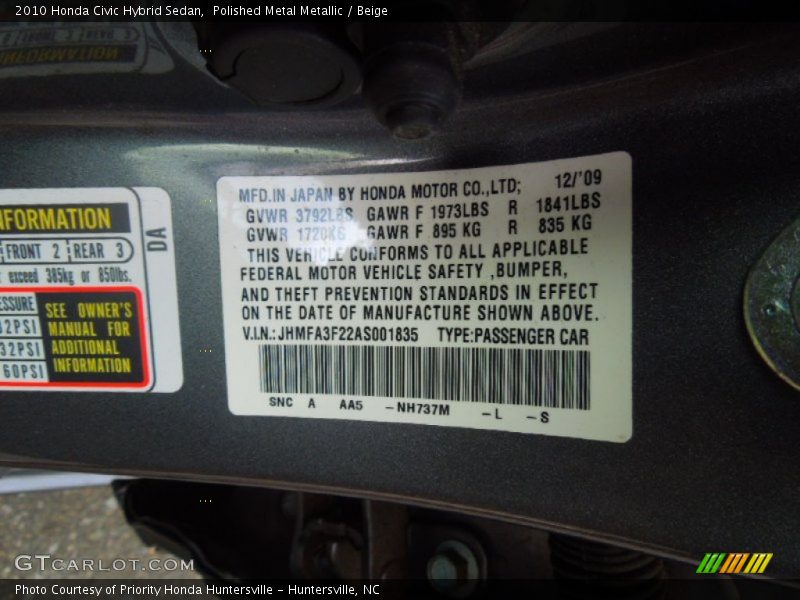 2010 Honda Civic Hybrid Sedan,  Polished Metal Metallic / Beige
MFD.IN JAPAN BY HONDA MOTOR CO.,LTD; 12/'09
GVWR 3792LBS GAWR F 1973LBS R 1841LBS
GVWR 1720KG GAWR F 895 KG R 835 KG
THIS VEHICLE CONFORMS TO ALL APPLICABLE
FEDERAL MOTOR VEHICLE SAFETY ,BUMPER,
AND THEFT PREVENTION STANDARDS IN EFFECT
ON THE DATE OF MANUFACTURE SHOWN ABOVE.
V.I.N.:JHMFA3F22AS001835 TYPE:PASSENGER CAR
SNC A AA5 -NH737M -L -S
FRONT 2 REAR 3
exceed 385kg or 850lbs.
SEE OWNER'S
32PSI MANUAL FOR
32PSI ADDITIONAL
60PSI INFORMATION
DA
GTCARLOT.COM
Photo Courtesy of Priority Honda Huntersville – Huntersville, NC